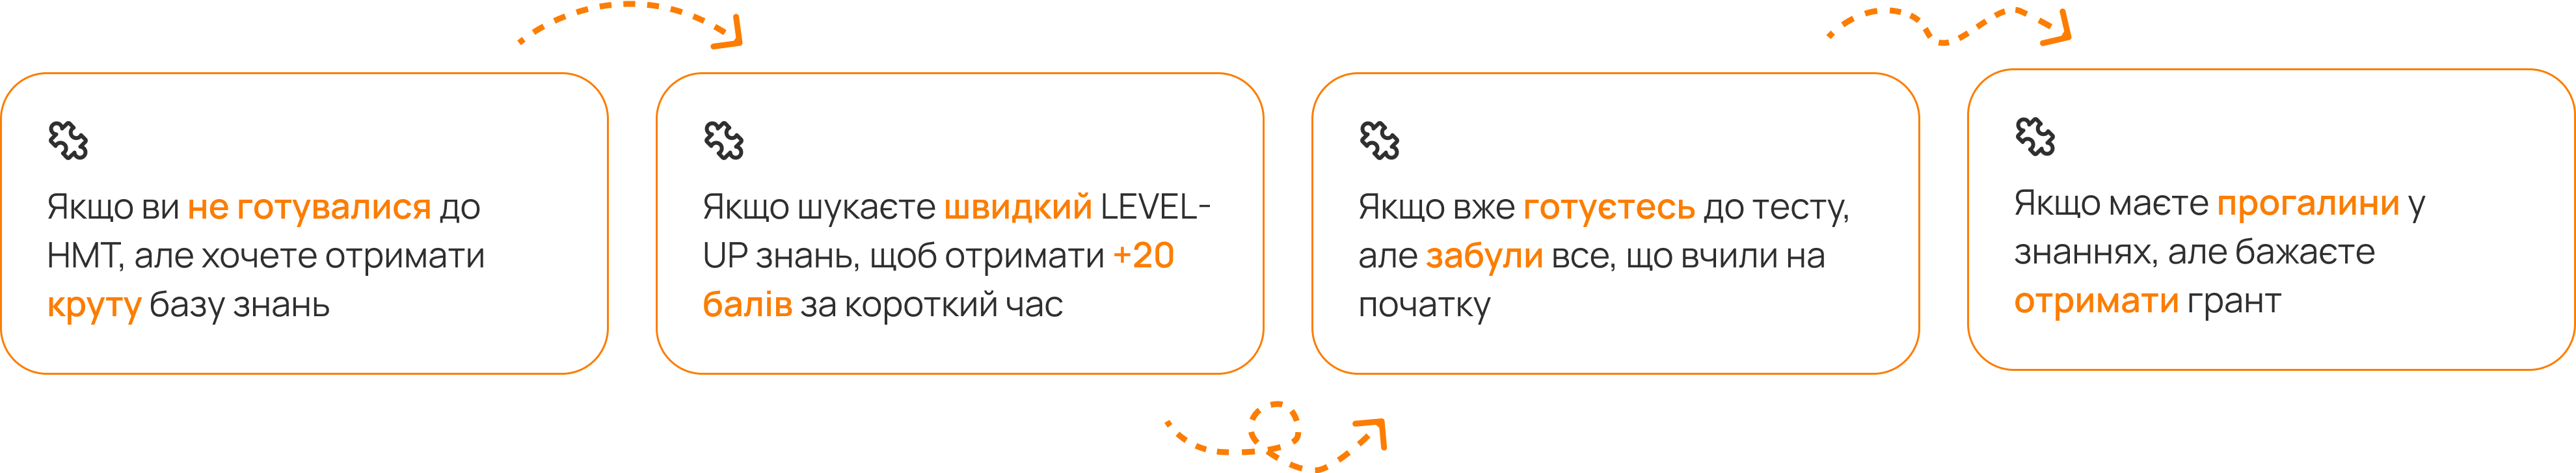 Якщо ви не готувалися до
НМТ, але хочете отримати
круту базу знань
Якщо шукаєте швидкий LEVEL-
UP знань, щоб отримати +20
балів за короткий час
Якщо вже готуєтесь до тесту,
але забули все, що вчили на
початку
Якщо маєте прогалини у
знаннях, але бажаєте
отримати грант